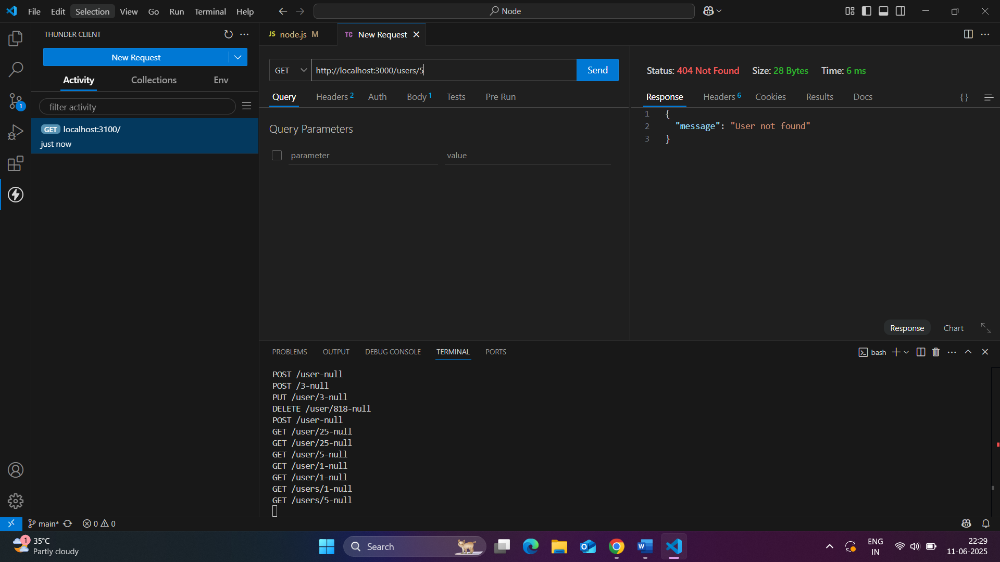 File Edit Selection View Go Run Terminal Help
Node
THUNDER CLIENT
JS node.js M
TC New Request
New Request
GET
http://localhost:3000/users/5
Send
Status: 404 Not Found Size: 28 Bytes Time: 6 ms
Activity Collections Env
Query Headers 2 Auth Body 1 Tests Pre Run
Response Headers 6 Cookies Results Docs
{ }
filter activity
1
GET localhost:3100/
just now
Query Parameters
parameter value
1 {
2 "message": "User not found"
3 }
Response Chart
PROBLEMS OUTPUT DEBUG CONSOLE TERMINAL PORTS
bash
POST /user-null
POST /3-null
PUT /user/3-null
DELETE /user/818-null
POST /user-null
GET /user/25-null
GET /user/25-null
GET /user/5-null
GET /user/1-null
GET /user/1-null
GET /users/1-null
GET /users/5-null
main* 0 0
1
35°C
Partly cloudy
Search
ENG
IN
22:29
11-06-2025